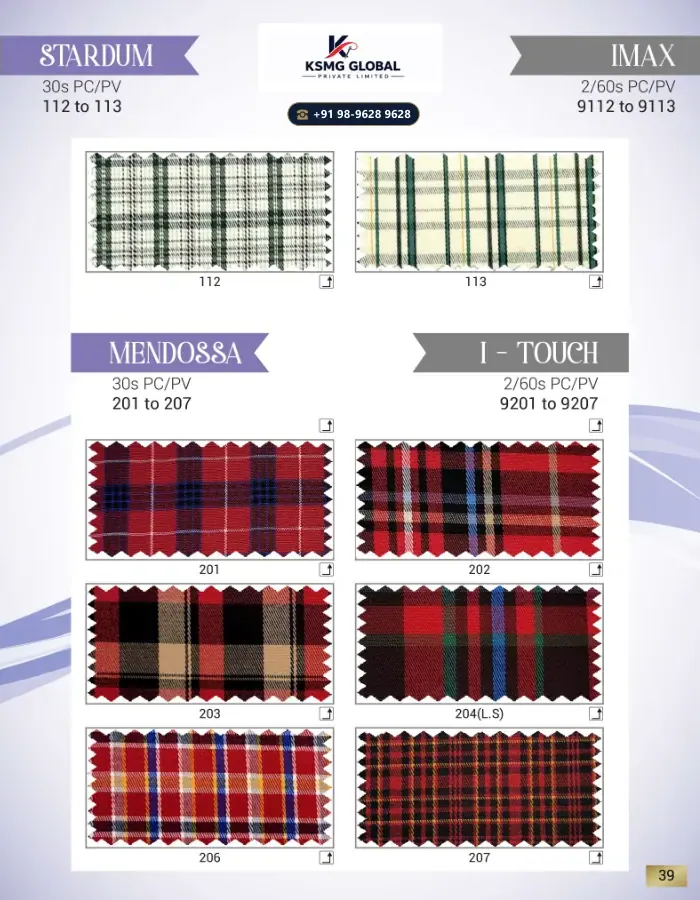 STARDUM
30s PC/PV
112 to 113
KSMG GLOBAL
PRIVATE LIMITED
+91 98-9628 9628
IMAX
2/60s PC/PV
9112 to 9113
112
113
MENDOSSA
30s PC/PV
201 to 207
I - TOUCH
2/60s PC/PV
9201 to 9207
201
202
203
204(L.S)
206
207
39